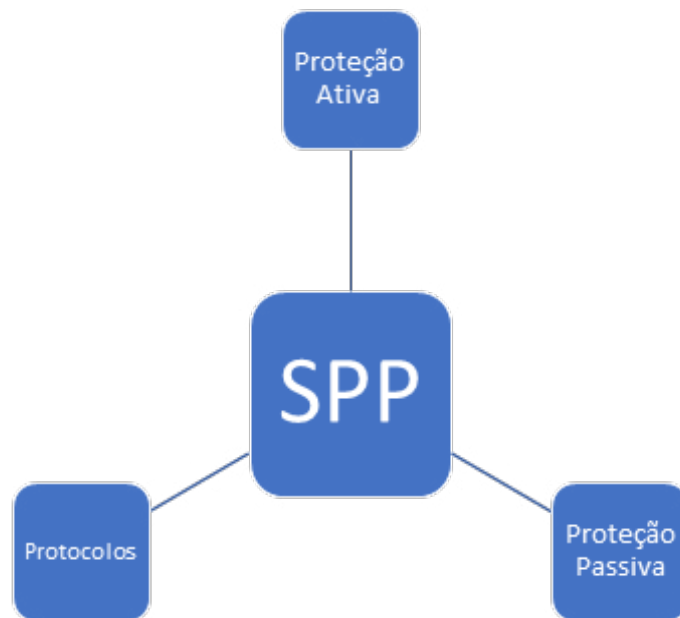 Proteção
Ativa
SPP
Protocolos
Proteção
Passiva